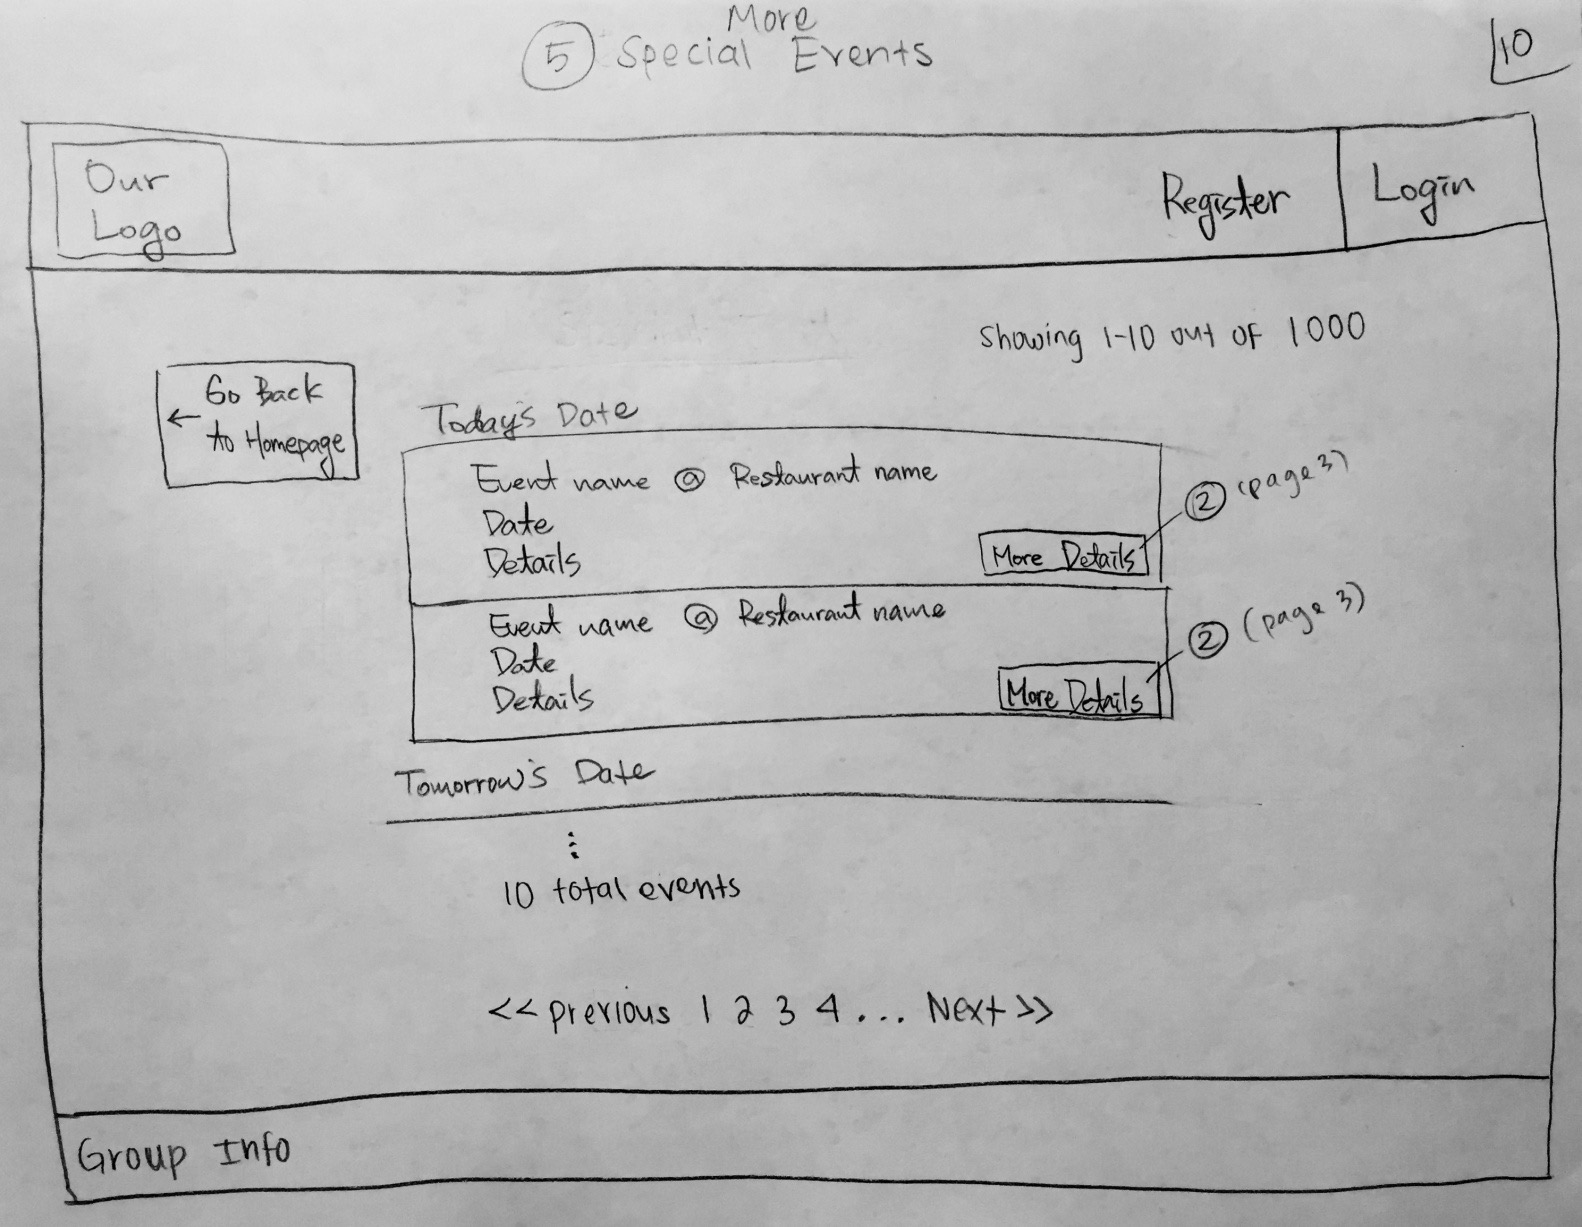 More
5 Special Events
10
Our
Logo
Register
Login
Showing 1-10 out of 1000
← Go Back
to Homepage
Today's Date
Event name @ Restaurant name
Date
Details
More Details
2 (page 3)
Event name @ Restaurant name
Date
Details
More Details
2 (page 3)
Tomorrow's Date
⋮
10 total events
<< previous 1 2 3 4 ... Next >>
Group Info